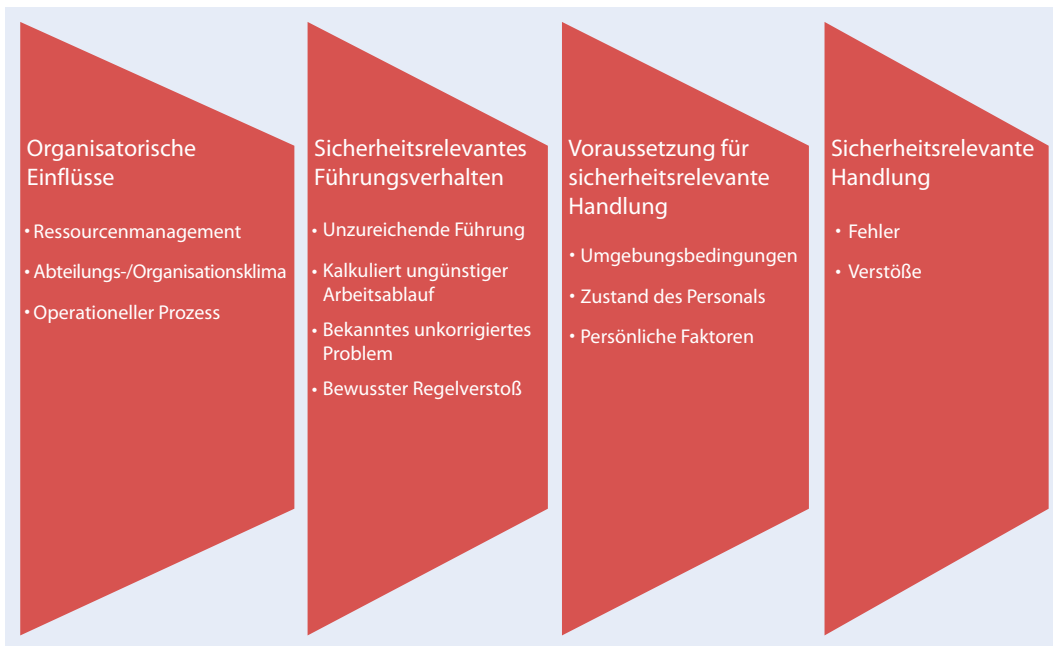 Organisatorische
Einflüsse
• Ressourcenmanagement
• Abteilungs-/Organisationsklima
• Operationeller Prozess
Sicherheitsrelevantes
Führungsverhalten
• Unzureichende Führung
• Kalkuliert ungünstiger
Arbeitsablauf
• Bekanntes unkorrigiertes
Problem
• Bewusster Regelverstoß
Voraussetzung für
sicherheitsrelevante
Handlung
• Umgebungsbedingungen
• Zustand des Personals
• Persönliche Faktoren
Sicherheitsrelevante
Handlung
• Fehler
• Verstöße